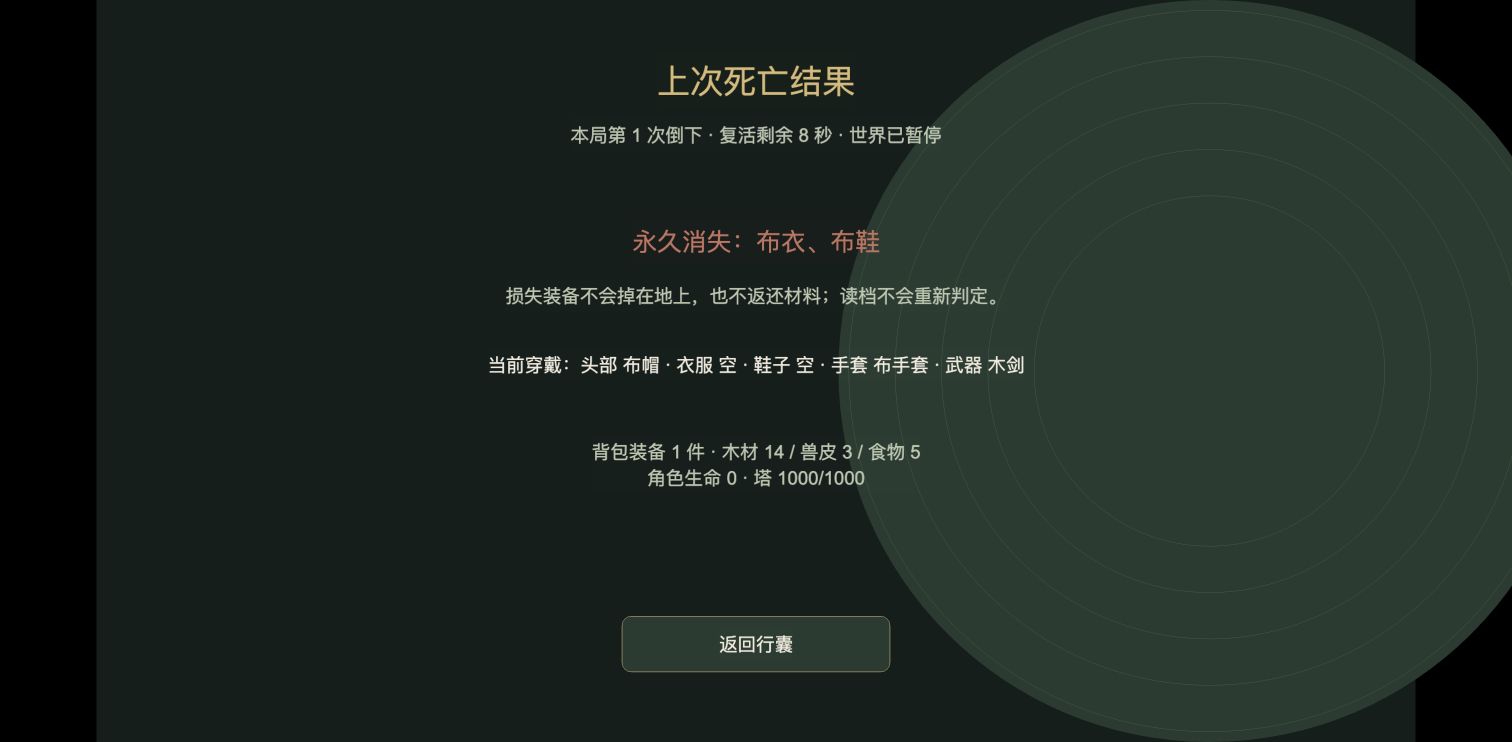 上次死亡结果
本局第 1 次倒下 · 复活剩余 8 秒 · 世界已暂停
永久消失：布衣、布鞋
损失装备不会掉在地上，也不返还材料；读档不会重新判定。
当前穿戴：头部 布帽 · 衣服 空 · 鞋子 空 · 手套 布手套 · 武器 木剑
背包装备 1 件 · 木材 14 / 兽皮 3 / 食物 5
角色生命 0 · 塔 1000/1000
返回行囊